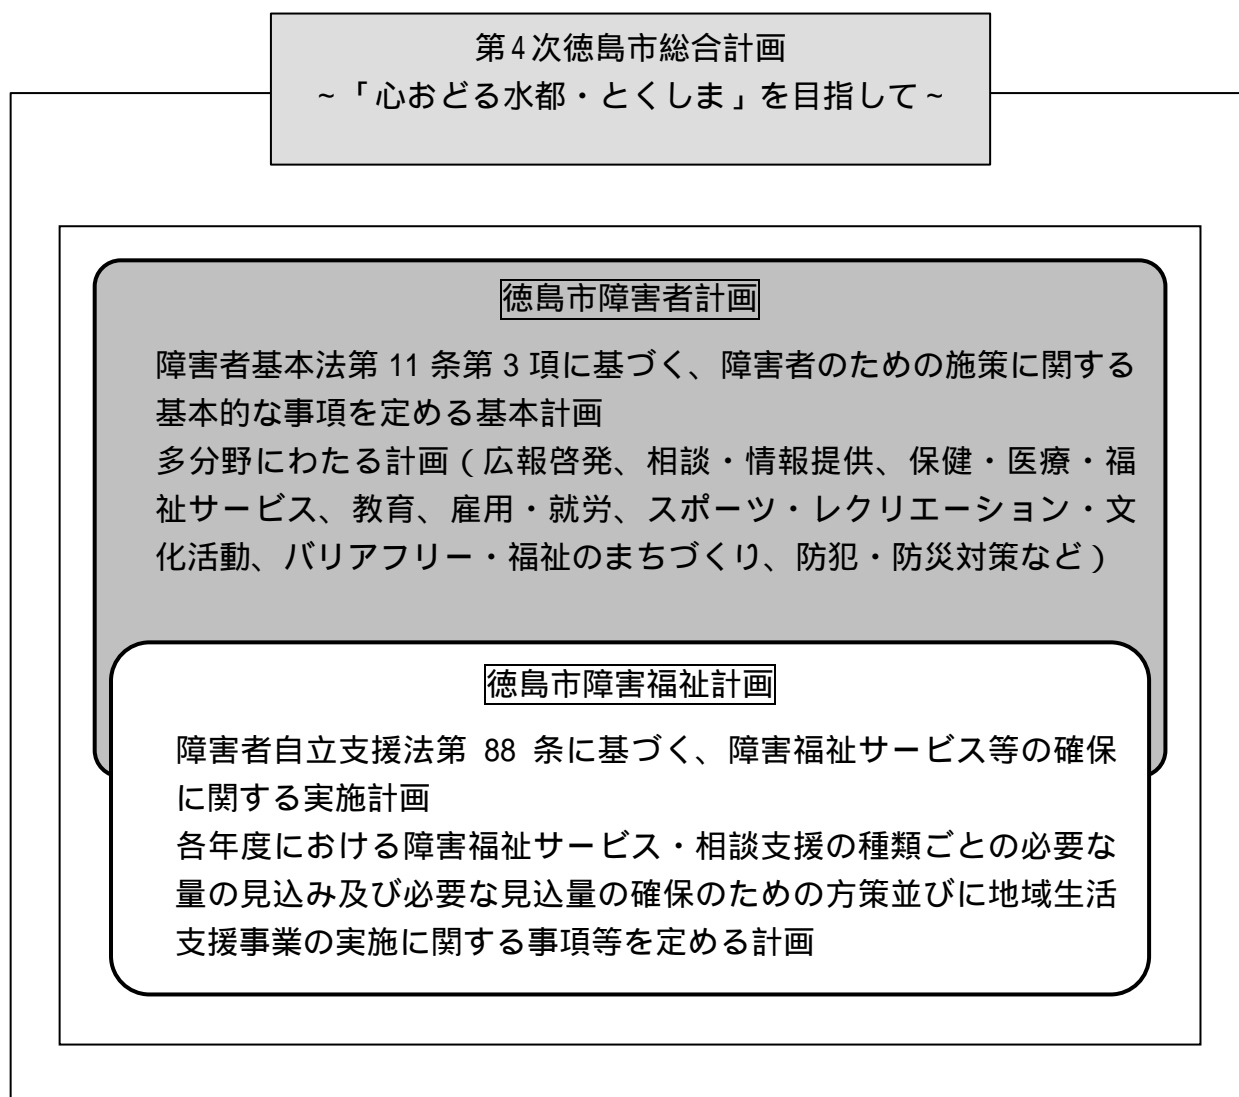 第4次徳島市総合計画
~「心おどる水都・とくしま」を目指して~
徳島市障害者計画
障害者基本法第 11 条第 3 項に基づく、障害者のための施策に関する
基本的な事項を定める基本計画
多分野にわたる計画(広報啓発、相談・情報提供、保健・医療・福
祉サービス、教育、雇用・就労、スポーツ・レクリエーション・文
化活動、バリアフリー・福祉のまちづくり、防犯・防災対策など)
徳島市障害福祉計画
障害者自立支援法第 88 条に基づく、障害福祉サービス等の確保
に関する実施計画
各年度における障害福祉サービス・相談支援の種類ごとの必要な
量の見込み及び必要な見込量の確保のための方策並びに地域生活
支援事業の実施に関する事項等を定める計画